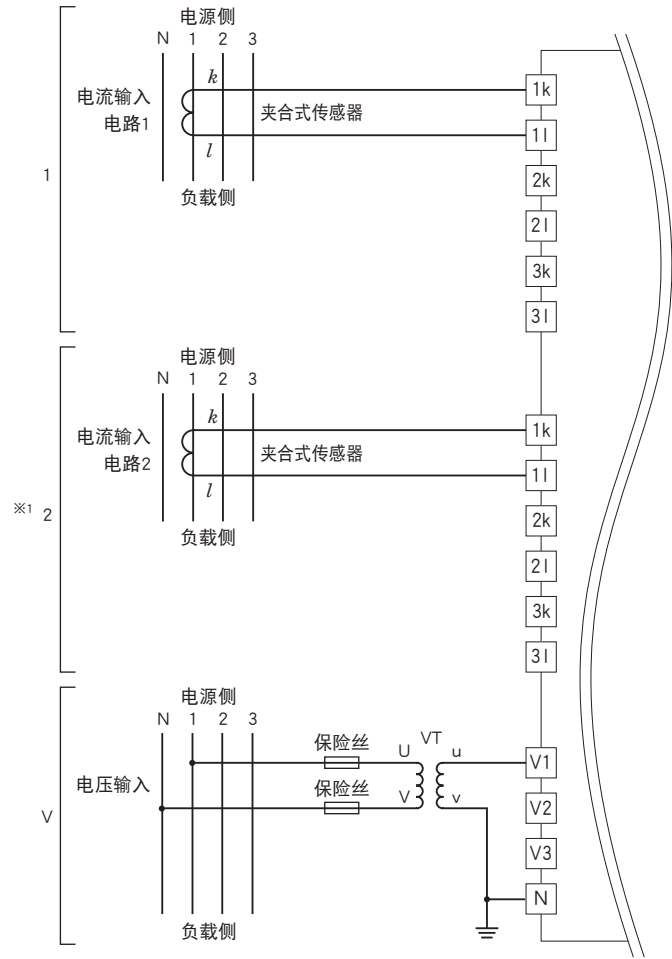 电源侧
N 1 2 3
k
电流输入
电路1
夹合式传感器
l
负载侧
1
1k
1l
2k
2l
3k
3l
电源侧
N 1 2 3
k
电流输入
电路2
夹合式传感器
l
负载侧
※1 2
1k
1l
2k
2l
3k
3l
电源侧
N 1 2 3
保险丝
U VT u
电压输入
保险丝
V v
负载侧
V
V1
V2
V3
N